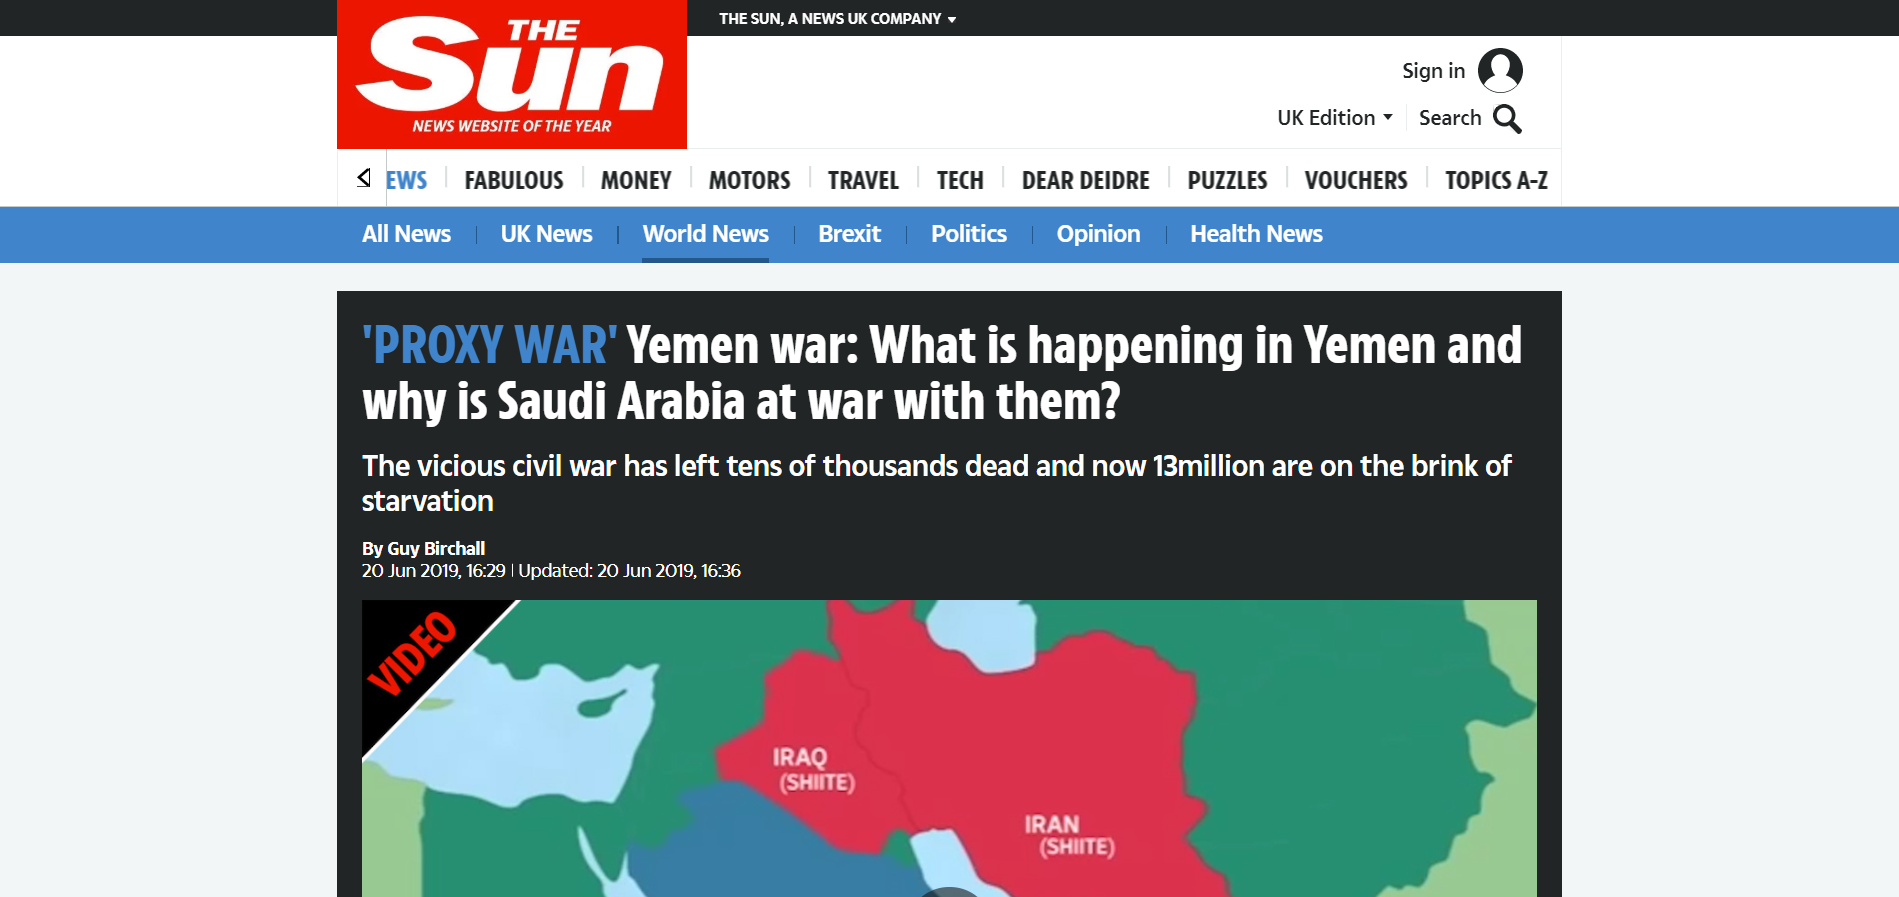 THE SUN, A NEWS UK COMPANY
THE
Sun
NEWS WEBSITE OF THE YEAR
Sign in
UK Edition
Search
EWS
FABULOUS
MONEY
MOTORS
TRAVEL
TECH
DEAR DEIDRE
PUZZLES
VOUCHERS
TOPICS A-Z
All News
UK News
World News
Brexit
Politics
Opinion
Health News
'PROXY WAR' Yemen war: What is happening in Yemen and
why is Saudi Arabia at war with them?
The vicious civil war has left tens of thousands dead and now 13million are on the brink of
starvation
By Guy Birchall
20 Jun 2019, 16:29 | Updated: 20 Jun 2019, 16:36
VIDEO
IRAQ
(SHIITE)
IRAN
(SHIITE)